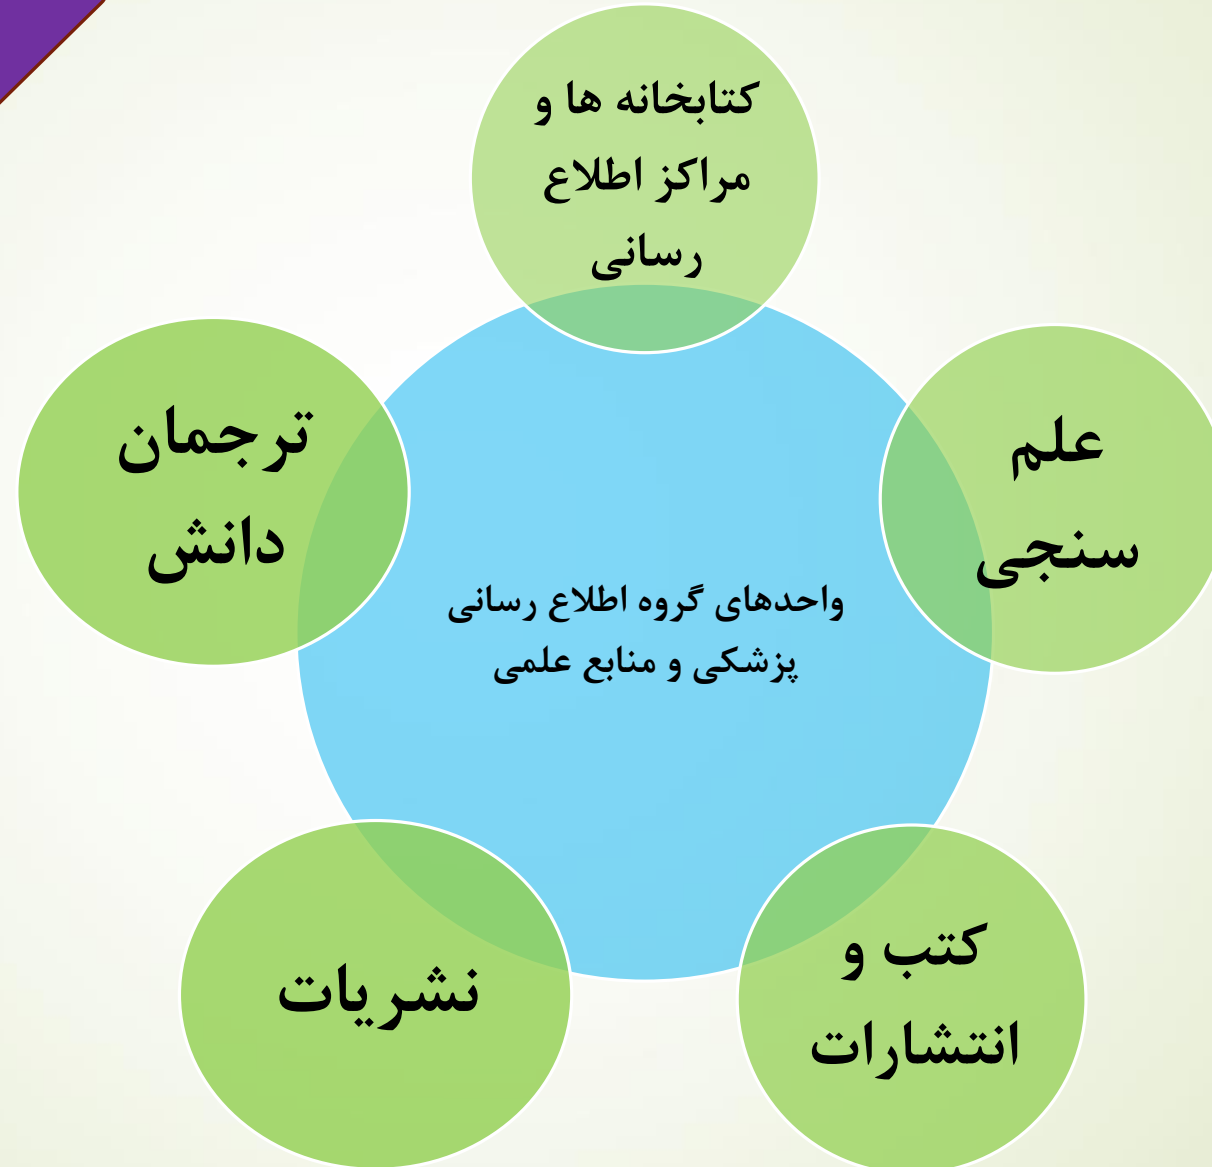 کتابخانه ها و
مراکز اطلاع
رسانی
علم
سنجی
کتب و
انتشارات
نشریات
ترجمان
دانش
واحدهای گروه اطلاع رسانی
پزشکی و منابع علمی